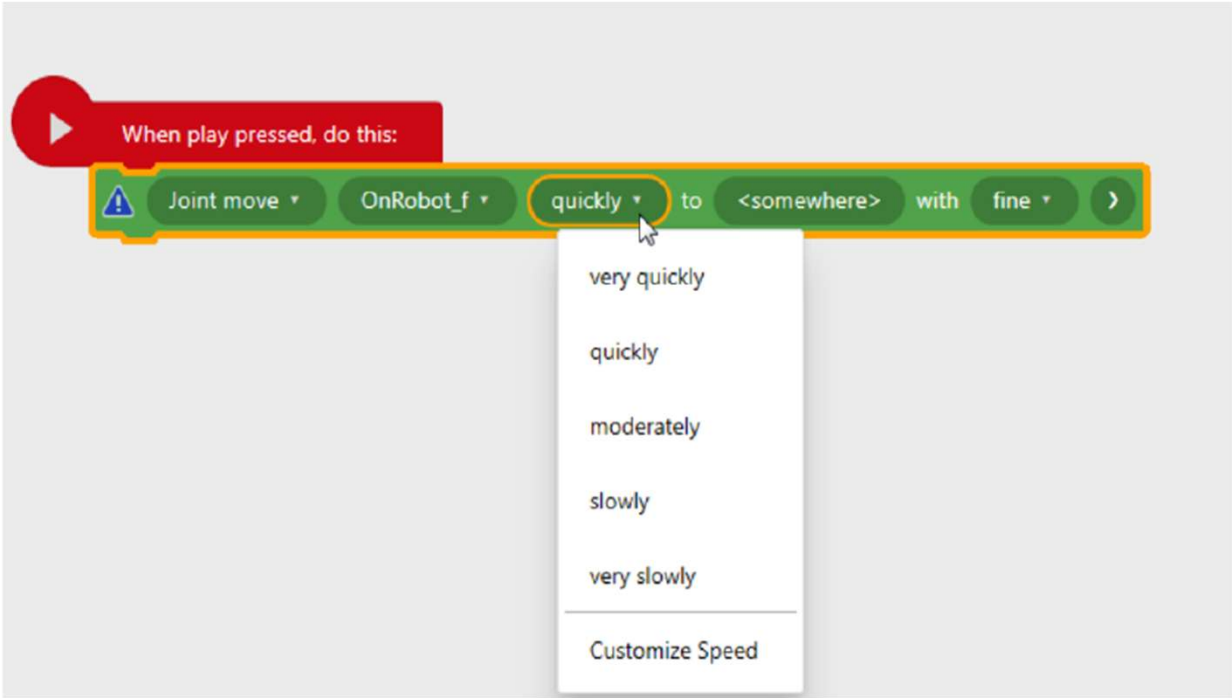 When play pressed, do this:
Joint move OnRobot_f quickly to <somewhere> with fine
very quickly
quickly
moderately
slowly
very slowly
Customize Speed